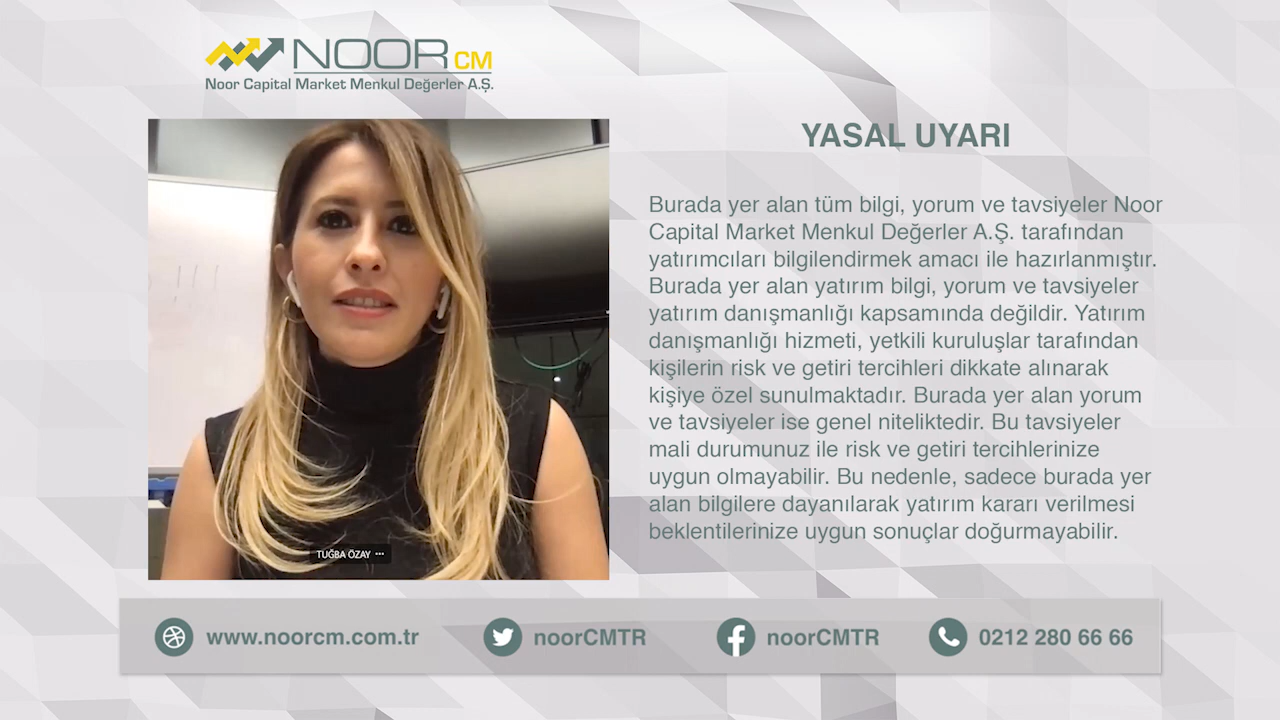 NOOR CM
Noor Capital Market Menkul Değerler A.Ş.
TUĞBA ÖZAY
YASAL UYARI
Burada yer alan tüm bilgi, yorum ve tavsiyeler Noor
Capital Market Menkul Değerler A.Ş. tarafından
yatırımcıları bilgilendirmek amacı ile hazırlanmıştır.
Burada yer alan yatırım bilgi, yorum ve tavsiyeler
yatırım danışmanlığı kapsamında değildir. Yatırım
danışmanlığı hizmeti, yetkili kuruluşlar tarafından
kişilerin risk ve getiri tercihleri dikkate alınarak
kişiye özel sunulmaktadır. Burada yer alan yorum
ve tavsiyeler ise genel niteliktedir. Bu tavsiyeler
mali durumunuz ile risk ve getiri tercihlerinize
uygun olmayabilir. Bu nedenle, sadece burada yer
alan bilgilere dayanılarak yatırım kararı verilmesi
beklentilerinize uygun sonuçlar doğurmayabilir.
www.noorcm.com.tr
noorCMTR
noorCMTR
0212 280 66 66